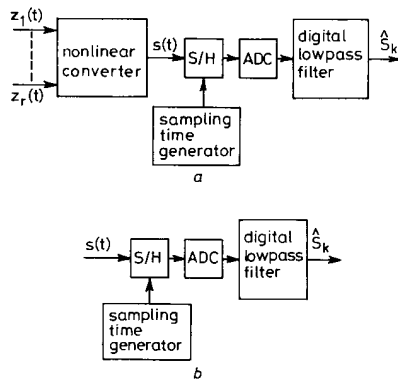 z₁(t)
zᵣ(t)
nonlinear
converter
s(t)
S/H
ADC
digital
lowpass
filter
Ŝₖ
sampling
time
generator
a
s(t)
S/H
ADC
digital
lowpass
filter
Ŝₖ
sampling
time
generator
b